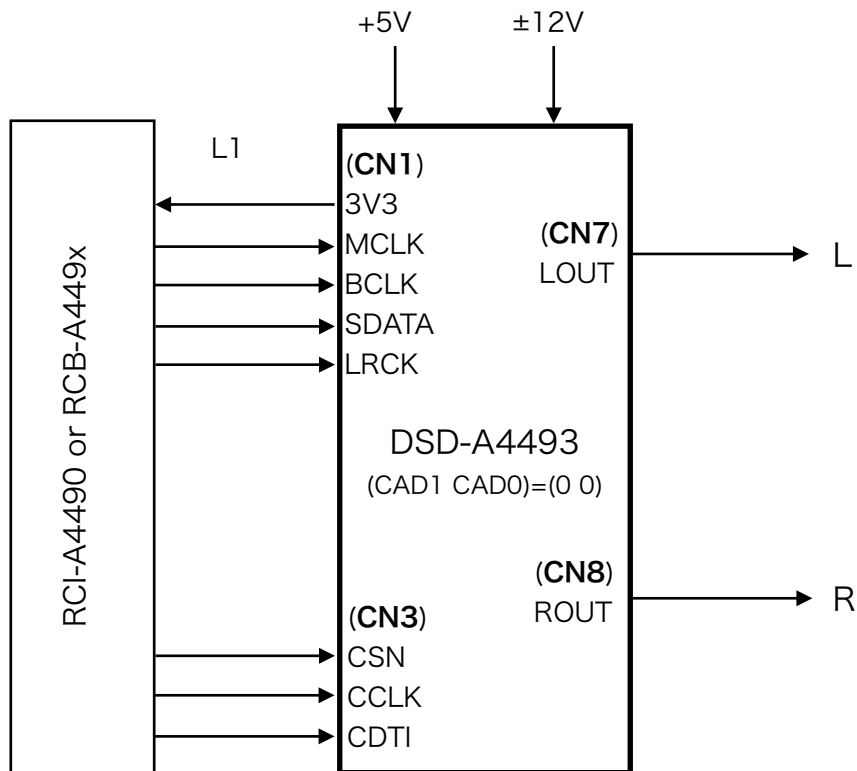 +5V
±12V
L1
(CN1)
3V3
MCLK
BCLK
SDATA
LRCK
(CN7)
LOUT
L
RCI-A4490 or RCB-A449x
DSD-A4493
(CAD1 CAD0)=(0 0)
(CN8)
ROUT
R
(CN3)
CSN
CCLK
CDTI